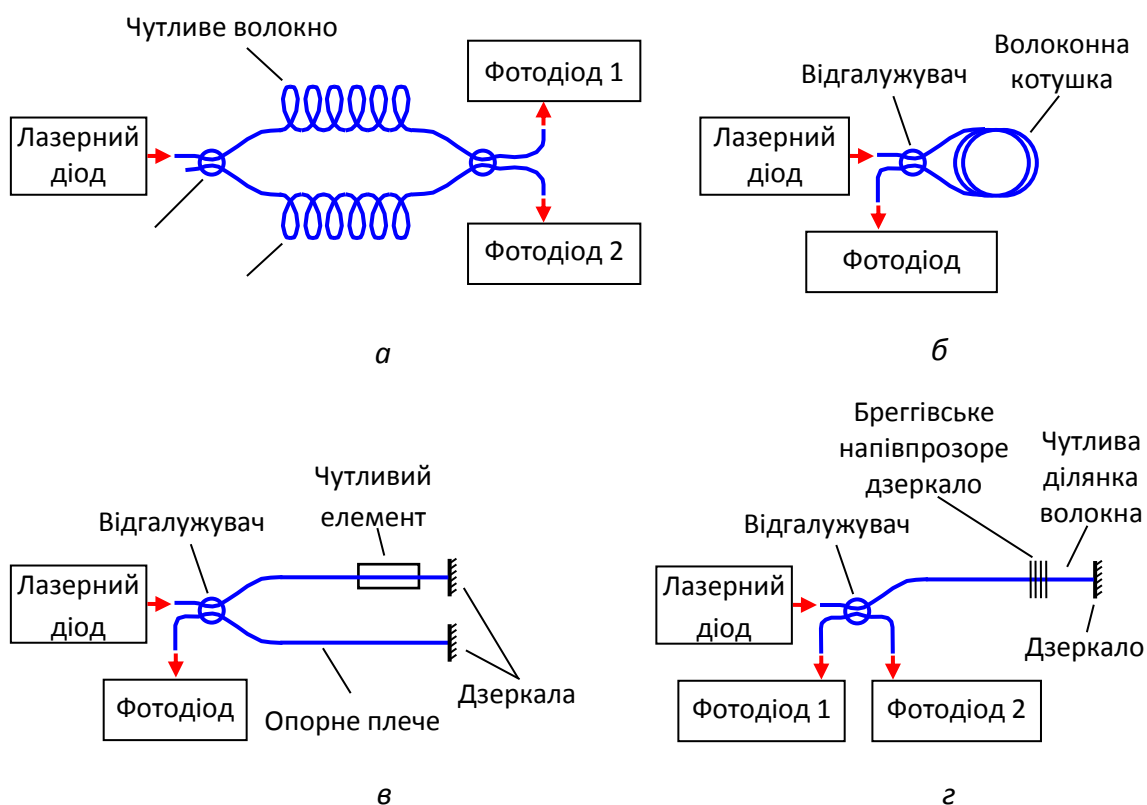 Чутливе волокно
Лазерний
діод
Фотодіод 1
Фотодіод 2
а
Відгалужувач
Волоконна
котушка
Лазерний
діод
Фотодіод
б
Чутливий
елемент
Відгалужувач
Лазерний
діод
Фотодіод
Опорне плече
Дзеркала
в
Бреггівське
напівпрозоре
дзеркало
Чутлива
ділянка
волокна
Відгалужувач
Лазерний
діод
Дзеркало
Фотодіод 1
Фотодіод 2
г